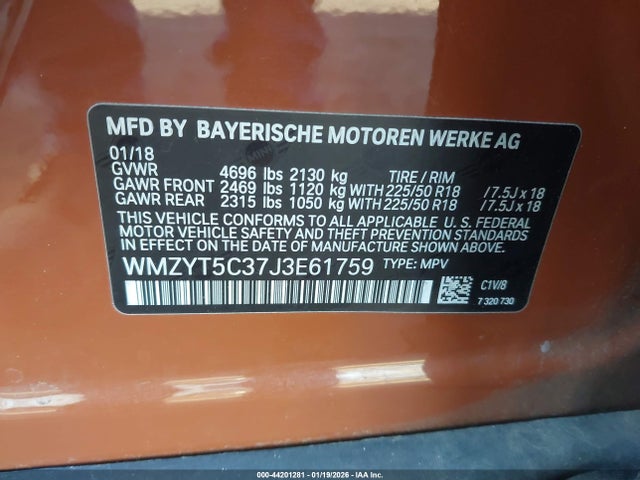 MFD BY BAYERISCHE MOTOREN WERKE AG
01/18
GVWR 4696 lbs 2130 kg TIRE / RIM
GAWR FRONT 2469 lbs 1120 kg WITH 225/50 R18 / 7.5J x 18
GAWR REAR 2315 lbs 1050 kg WITH 225/50 R18 / 7.5J x 18
THIS VEHICLE CONFORMS TO ALL APPLICABLE U. S. FEDERAL
MOTOR VEHICLE SAFETY AND THEFT PREVENTION STANDARDS
IN EFFECT ON THE DATE OF MANUFACTURE SHOWN ABOVE.
WMZYT5C37J3E61759 TYPE: MPV
C1V/8
7 320 730
000-44201281 - 01/19/2026 - IAA Inc.